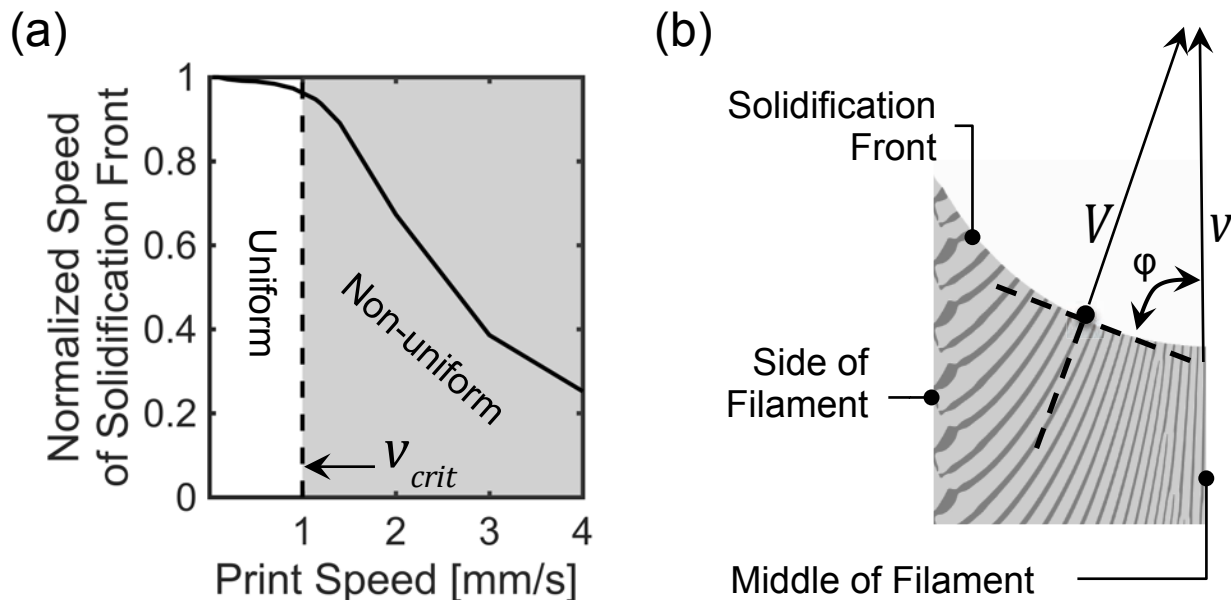 (a)
Normalized Speed
of Solidification Front
1
0.8
0.6
0.4
0.2
0
Uniform
Non-uniform
v crit
1 2 3 4
Print Speed [mm/s]
(b)
Solidification
Front
V
v
φ
Side of
Filament
Middle of Filament